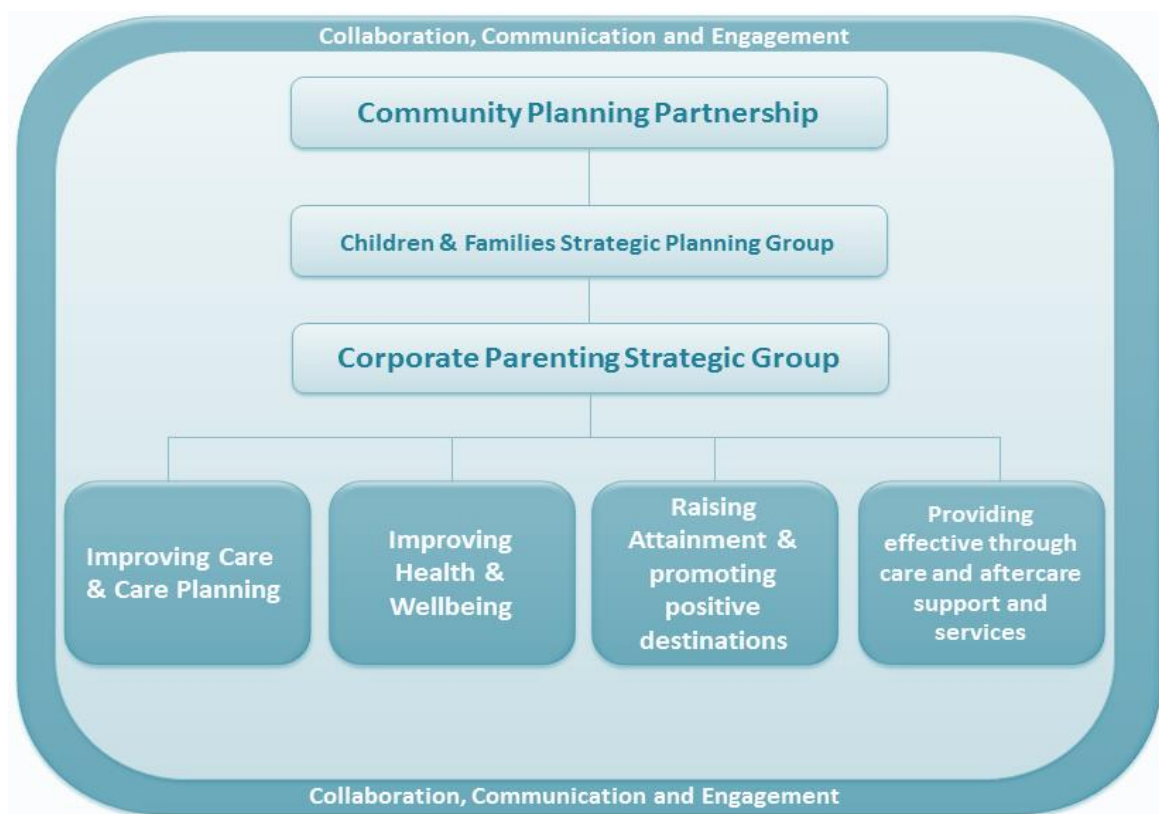 Collaboration, Communication and Engagement
Community Planning Partnership
Children & Families Strategic Planning Group
Corporate Parenting Strategic Group
Improving Care
& Care Planning
Improving
Health &
Wellbeing
Raising
Attainment &
promoting
positive
destinations
Providing
effective through
care and aftercare
support and
services
Collaboration, Communication and Engagement